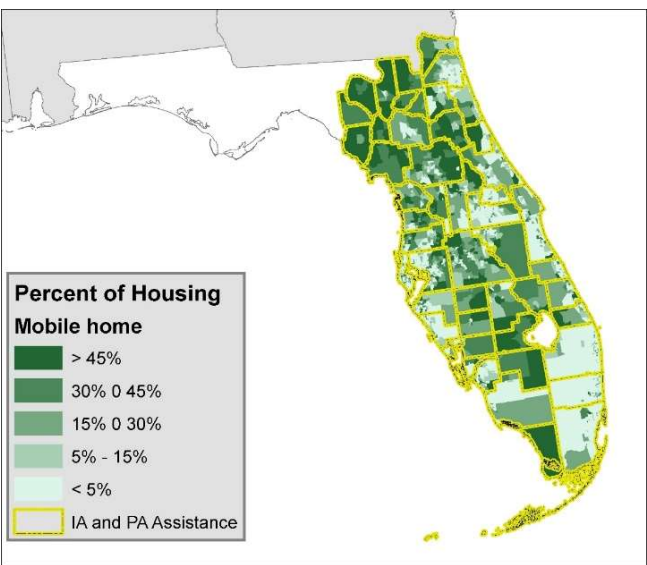 Percent of Housing
Mobile home
> 45%
30% 0 45%
15% 0 30%
5% - 15%
< 5%
IA and PA Assistance